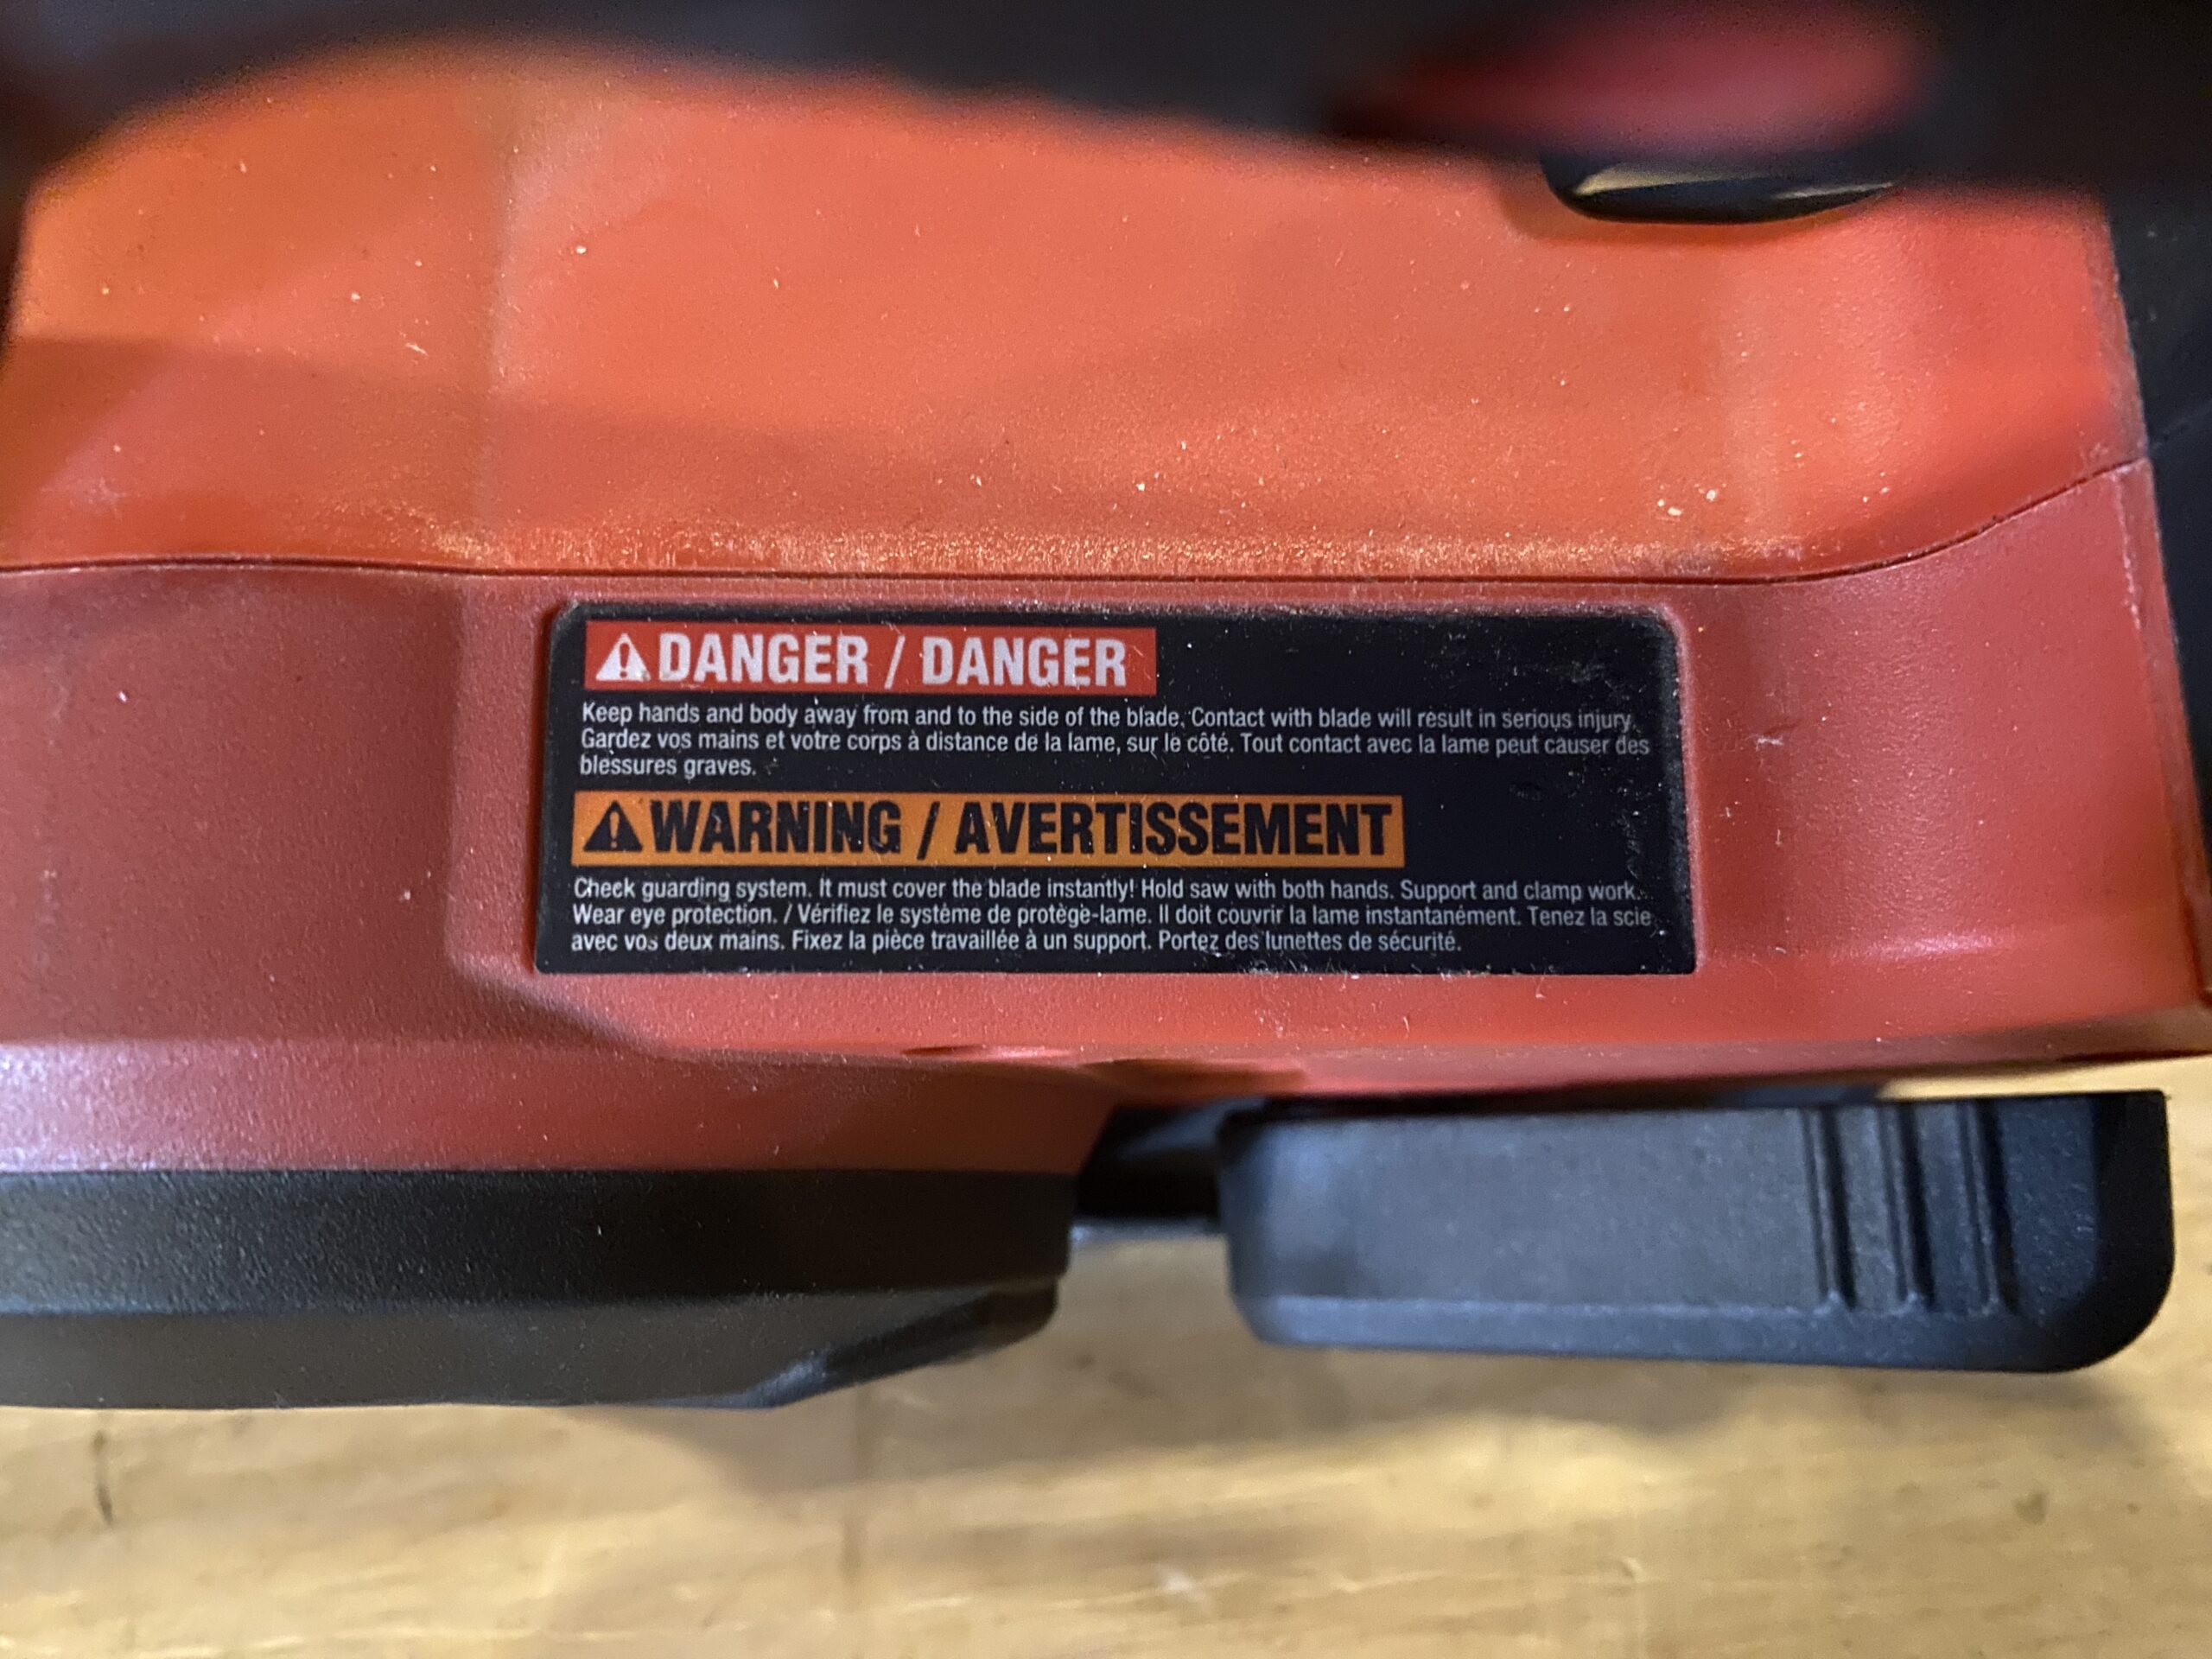 DANGER / DANGER
Keep hands and body away from and to the side of the blade. Contact with blade will result in serious injury.
Gardez vos mains et votre corps à distance de la lame, sur le côté. Tout contact avec la lame peut causer des
blessures graves.
WARNING / AVERTISSEMENT
Check guarding system. It must cover the blade instantly! Hold saw with both hands. Support and clamp work.
Wear eye protection. / Vérifiez le système de protège-lame. Il doit couvrir la lame instantanément. Tenez la scie
avec vos deux mains. Fixez la pièce travaillée à un support. Portez des lunettes de sécurité.